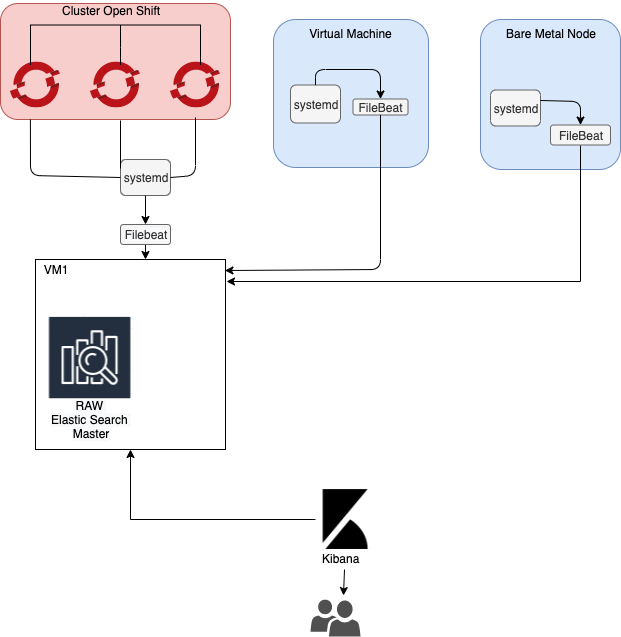 Cluster Open Shift
Virtual Machine
Bare Metal Node
systemd
FileBeat
systemd
FileBeat
systemd
Filebeat
VM1
RAW
Elastic Search
Master
Kibana